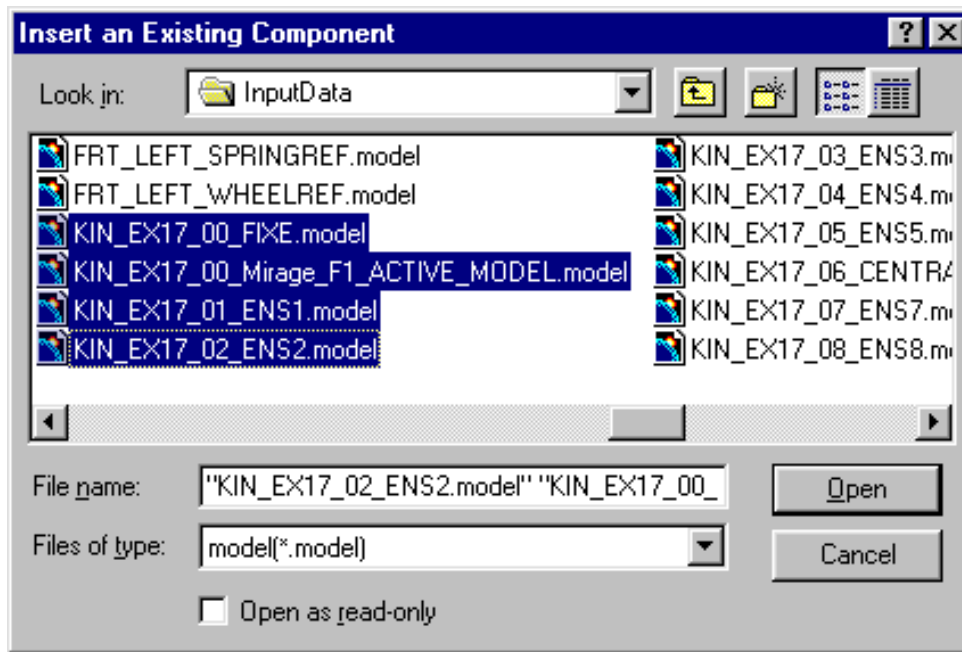 Insert an Existing Component
Look in: InputData
FRT_LEFT_SPRINGREF.model
FRT_LEFT_WHEELREF.model
KIN_EX17_00_FIXE.model
KIN_EX17_00_Mirage_F1_ACTIVE_MODEL.model
KIN_EX17_01_ENS1.model
KIN_EX17_02_ENS2.model
KIN_EX17_03_ENS3.m
KIN_EX17_04_ENS4.m
KIN_EX17_05_ENS5.m
KIN_EX17_06_CENTRA
KIN_EX17_07_ENS7.m
KIN_EX17_08_ENS8.m
File name: "KIN_EX17_02_ENS2.model" "KIN_EX17_00_ Open
Files of type: model(*.model) Cancel
Open as read-only